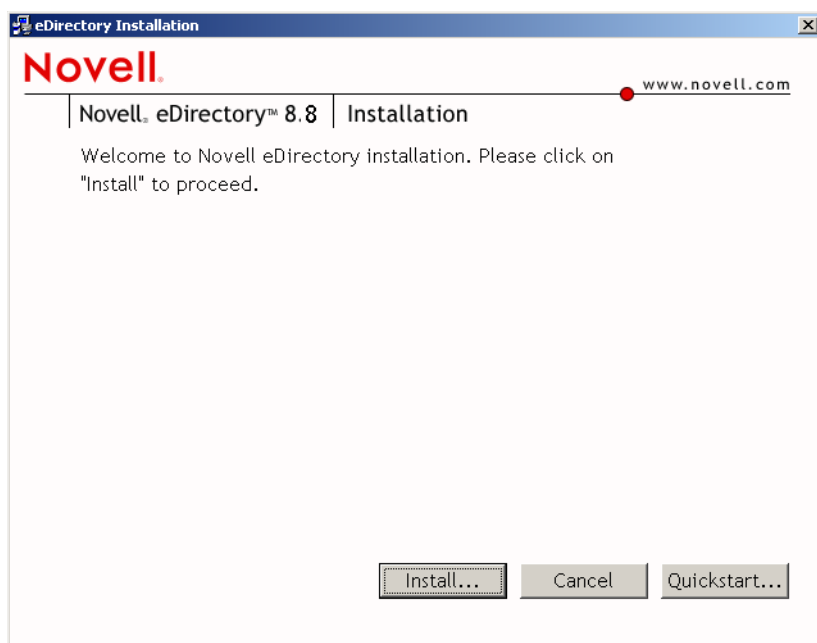 eDirectory Installation
Novell®
www.novell.com
Novell® eDirectory™ 8.8 Installation
Welcome to Novell eDirectory installation. Please click on
"Install" to proceed.
Install... Cancel Quickstart...